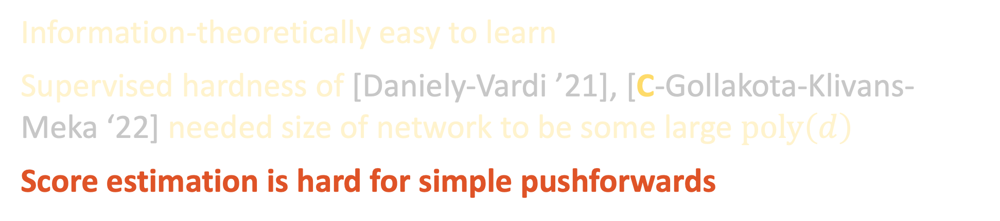 Information-theoretically easy to learn
Supervised hardness of [Daniely-Vardi ’21], [C-Gollakota-Klivans-
Meka ‘22] needed size of network to be some large poly(d)
Score estimation is hard for simple pushforwards